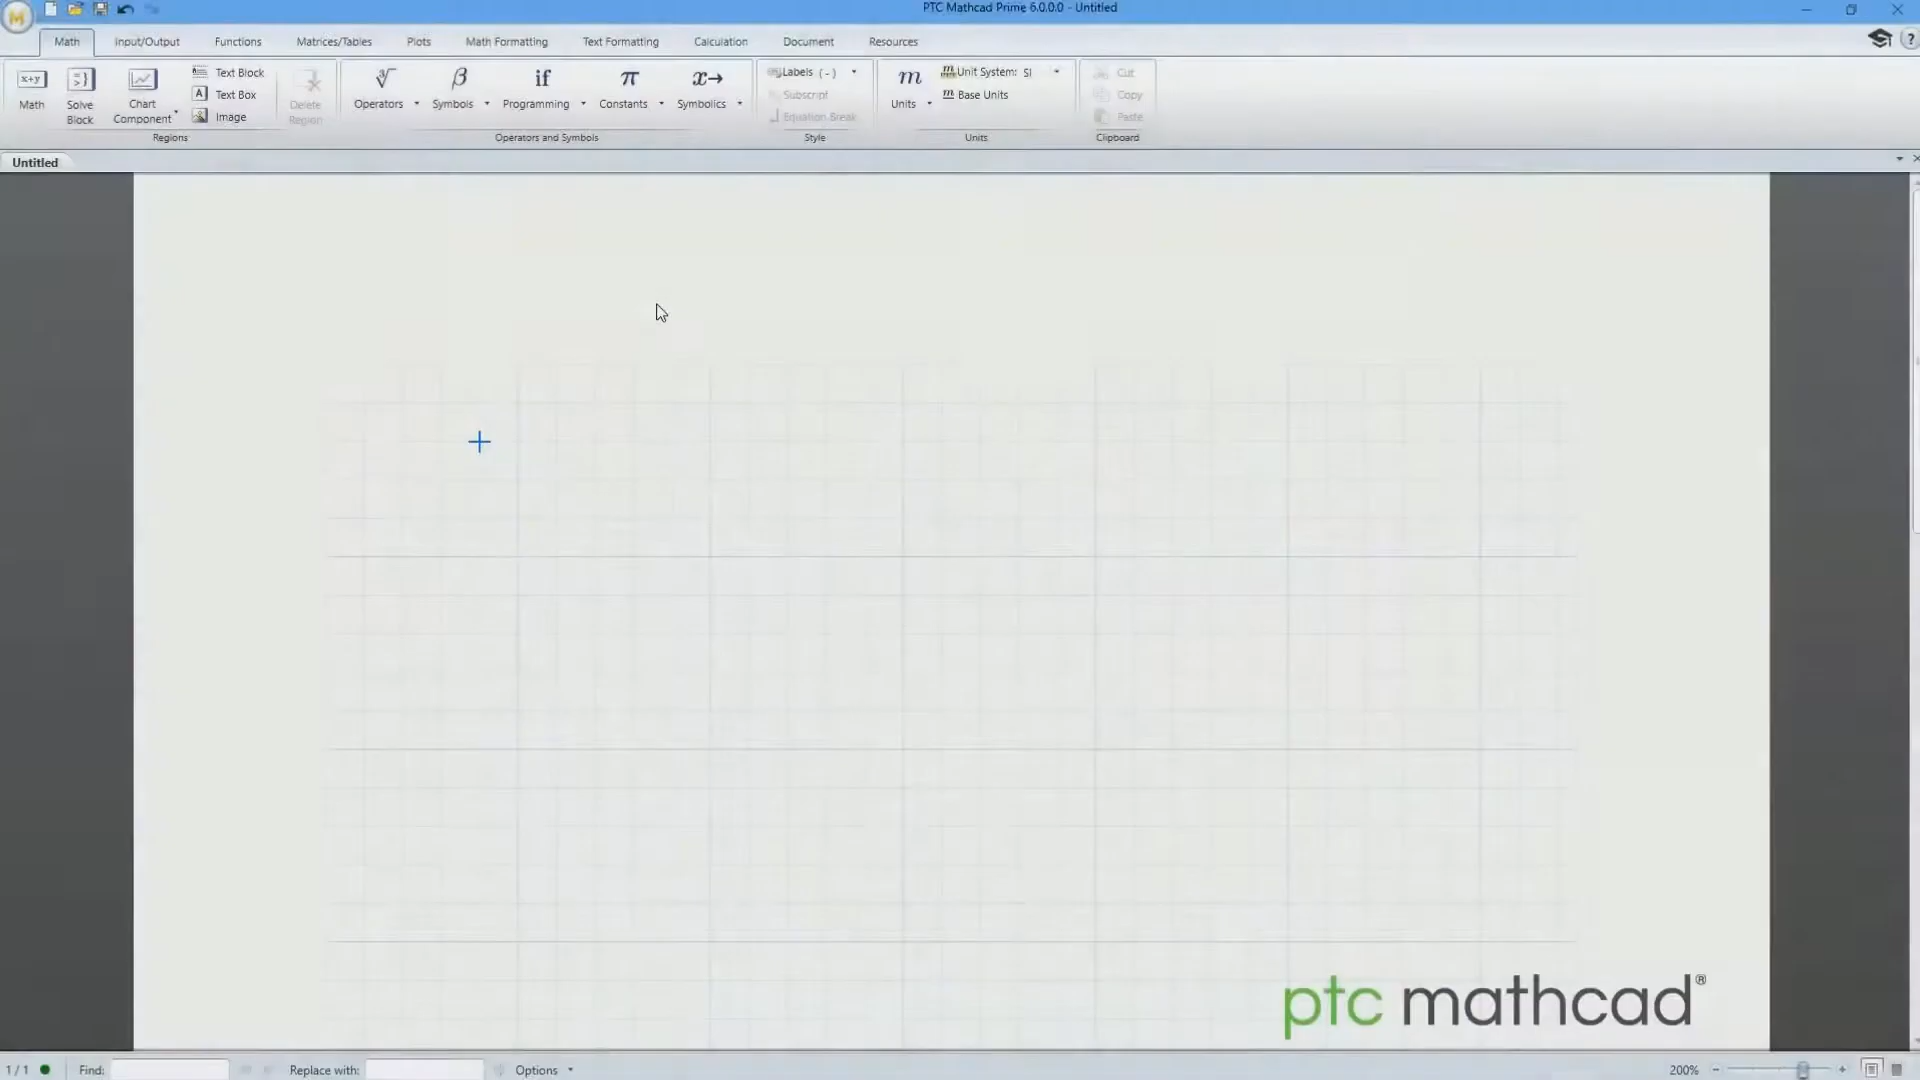 PTC Mathcad Prime 6.0.0.0 - Untitled
Math Input/Output Functions Matrices/Tables Plots Math Formatting Text Formatting Calculation Document Resources
?
x+y
Math
Solve
Block
Chart
Component
Text Block
A Text Box
Image
Delete
Region
Regions
Operators
β
Symbols
if
Programming
π
Constants
x→
Symbolics
Operators and Symbols
Labels ( - )
Subscript
Equation Break
Style
m
Units
Unit System: SI
m Base Units
Units
Cut
Copy
Paste
Clipboard
Untitled
ptc mathcad®
1 / 1 Find: Replace with: Options 200%